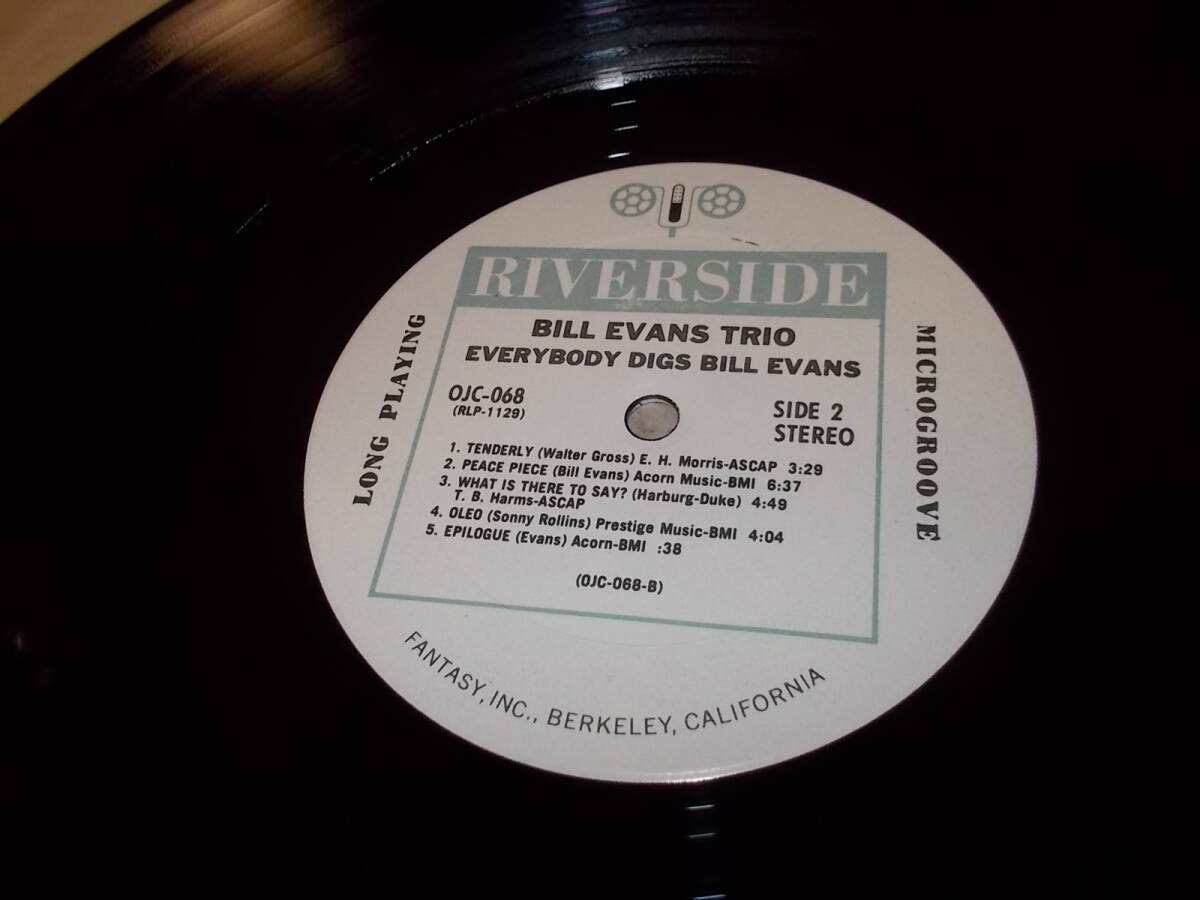 RIVERSIDE
BILL EVANS TRIO
EVERYBODY DIGS BILL EVANS
OJC-068
(RLP-1129)
SIDE 2
STEREO
1. TENDERLY (Walter Gross) E. H. Morris-ASCAP 3:29
2. PEACE PIECE (Bill Evans) Acorn Music-BMI 6:37
3. WHAT IS THERE TO SAY? (Harburg-Duke) 4:49
T. B. Harms-ASCAP
4. OLEO (Sonny Rollins) Prestige Music-BMI 4:04
5. EPILOGUE (Evans) Acorn-BMI :38
(OJC-068-B)
LONG PLAYING
MICROGROOVE
FANTASY, INC., BERKELEY, CALIFORNIA